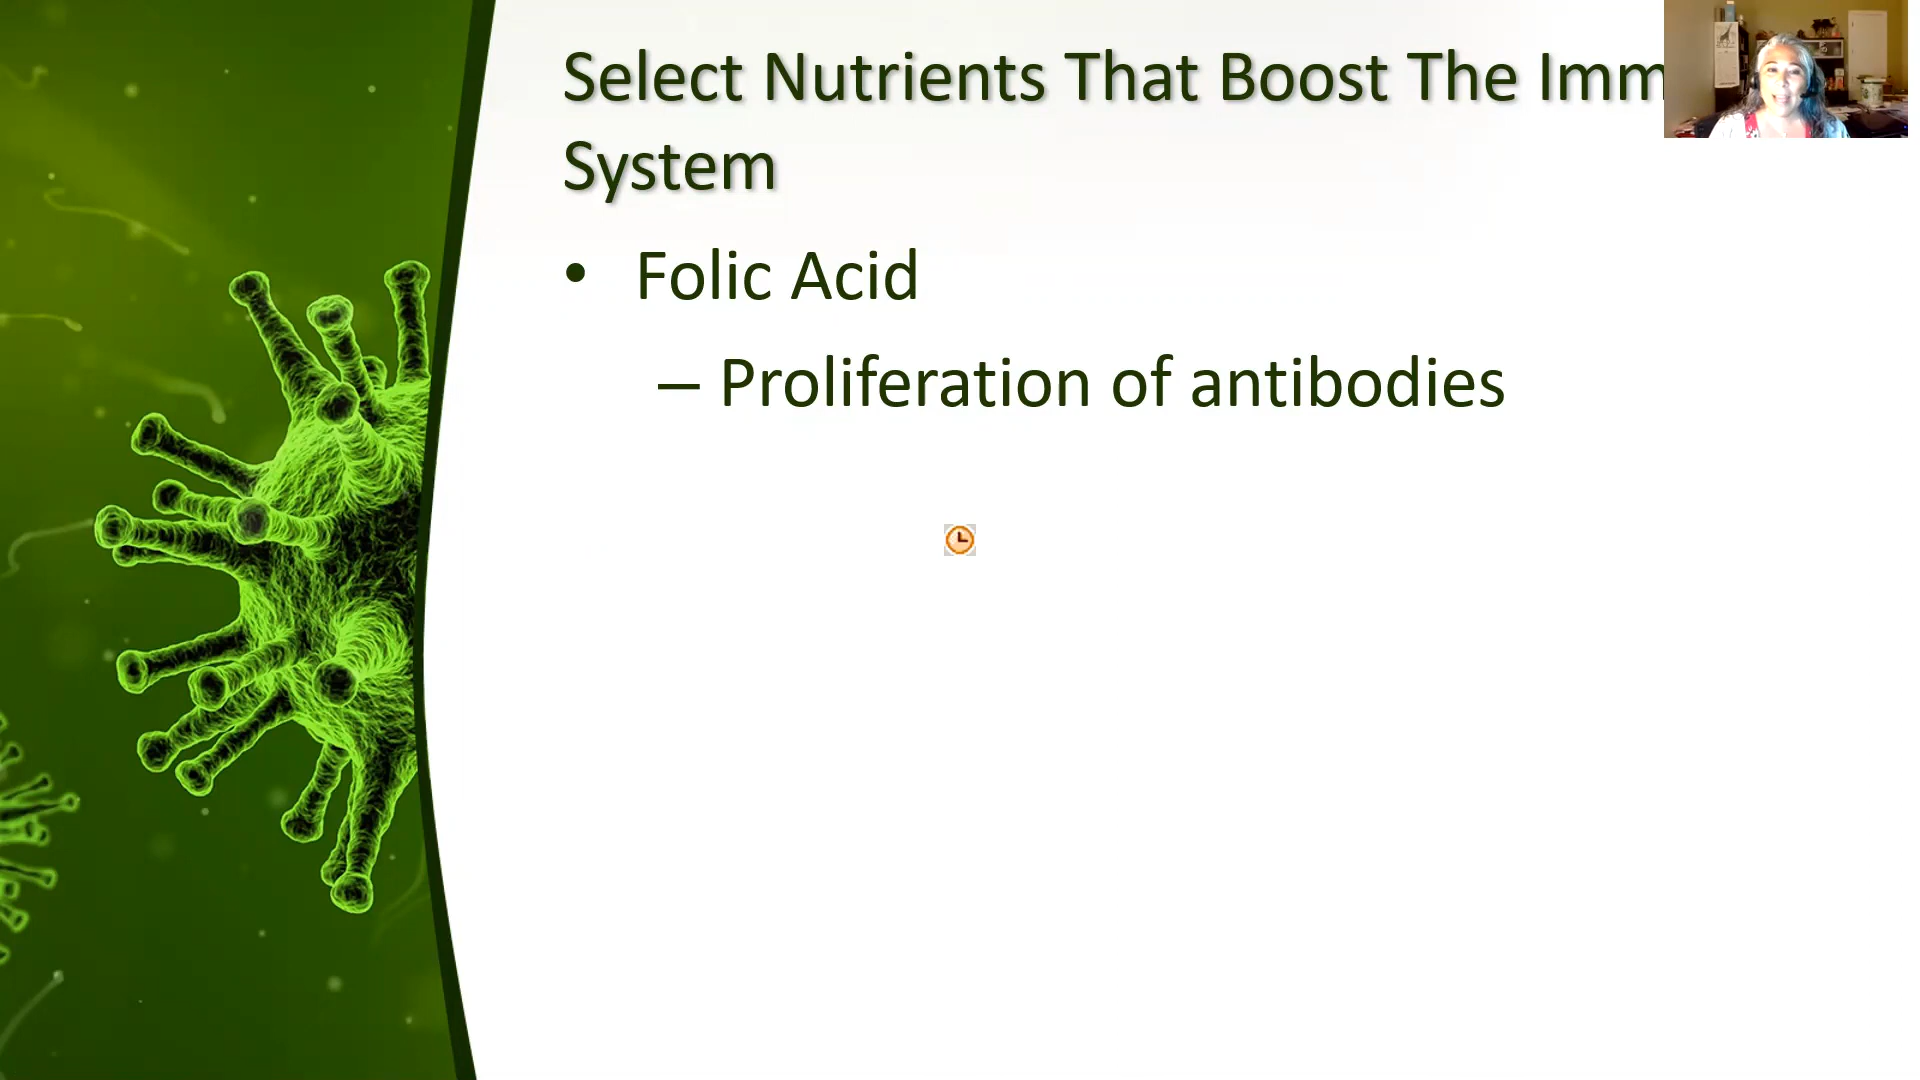 Select Nutrients That Boost The Imm
System
• Folic Acid
– Proliferation of antibodies